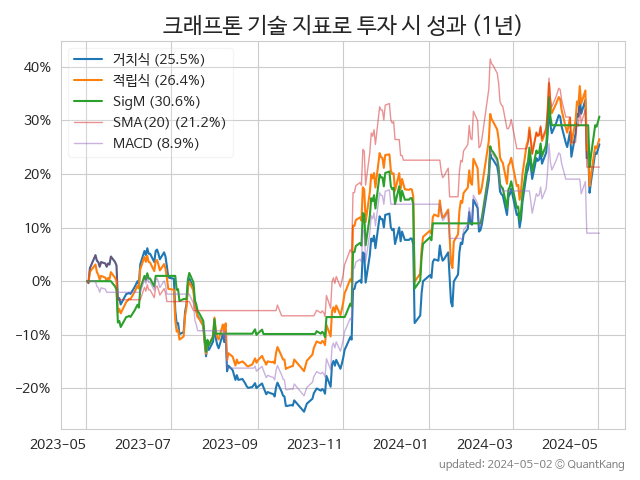 크래프톤 기술 지표로 투자 시 성과 (1년)
거치식 (25.5%)
적립식 (26.4%)
SigM (30.6%)
SMA(20) (21.2%)
MACD (8.9%)
40%
30%
20%
10%
0%
−10%
−20%
2023-05 2023-07 2023-09 2023-11 2024-01 2024-03 2024-05
updated: 2024-05-02 © QuantKang